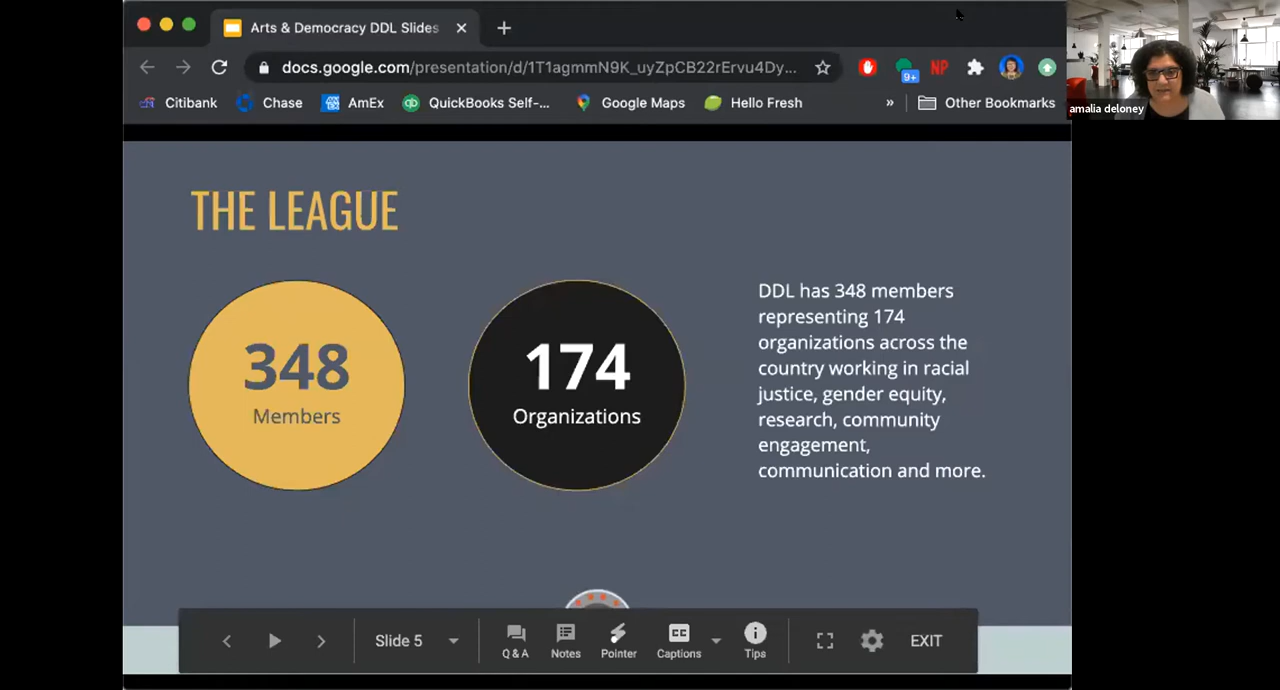 Arts & Democracy DDL Slides
docs.google.com/presentation/d/1T1agmmN9K_uyZpCB22rErvu4Dy...
9+
NP
Citibank
Chase
AmEx
QuickBooks Self-...
Google Maps
Hello Fresh
»
Other Bookmarks
amalia deloney
THE LEAGUE
348
Members
174
Organizations
DDL has 348 members
representing 174
organizations across the
country working in racial
justice, gender equity,
research, community
engagement,
communication and more.
Slide 5
Q & A
Notes
Pointer
CC
Captions
Tips
EXIT